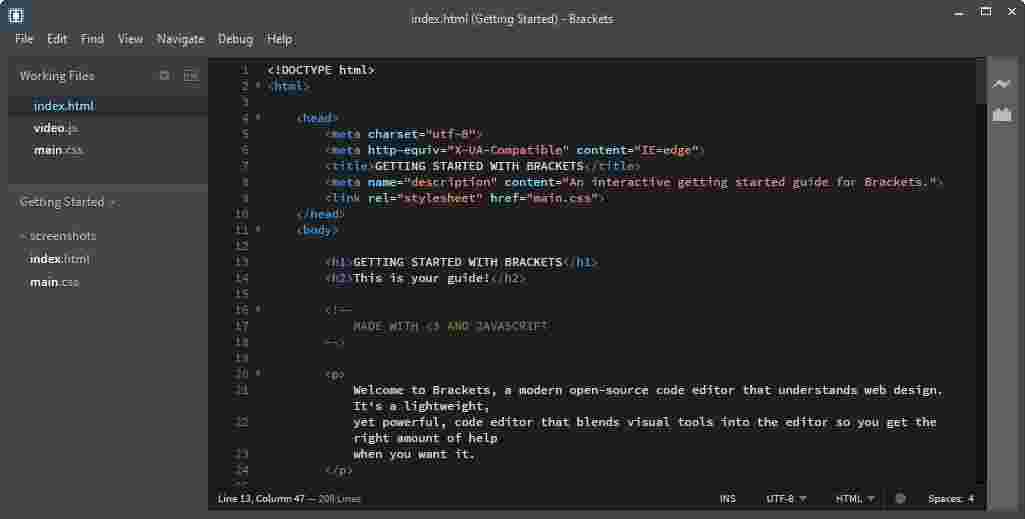 index.html (Getting Started) - Brackets
File Edit Find View Navigate Debug Help
Working Files
index.html
video.js
main.css
Getting Started
screenshots
index.html
main.css
1 <!DOCTYPE html>
2 <html>
3
4 <head>
5 <meta charset="utf-8">
6 <meta http-equiv="X-UA-Compatible" content="IE=edge">
7 <title>GETTING STARTED WITH BRACKETS</title>
8 <meta name="description" content="An interactive getting started guide for Brackets.">
9 <link rel="stylesheet" href="main.css">
10 </head>
11 <body>
12
13 <h1>GETTING STARTED WITH BRACKETS</h1>
14 <h2>This is your guide!</h2>
15
16 <!--
17 MADE WITH <3 AND JAVASCRIPT
18 -->
19
20 <p>
21 Welcome to Brackets, a modern open-source code editor that understands web design.
It's a lightweight,
22 yet powerful, code editor that blends visual tools into the editor so you get the
right amount of help
23 when you want it.
24 </p>
Line 13, Column 47 — 208 Lines INS UTF-8 HTML Spaces: 4